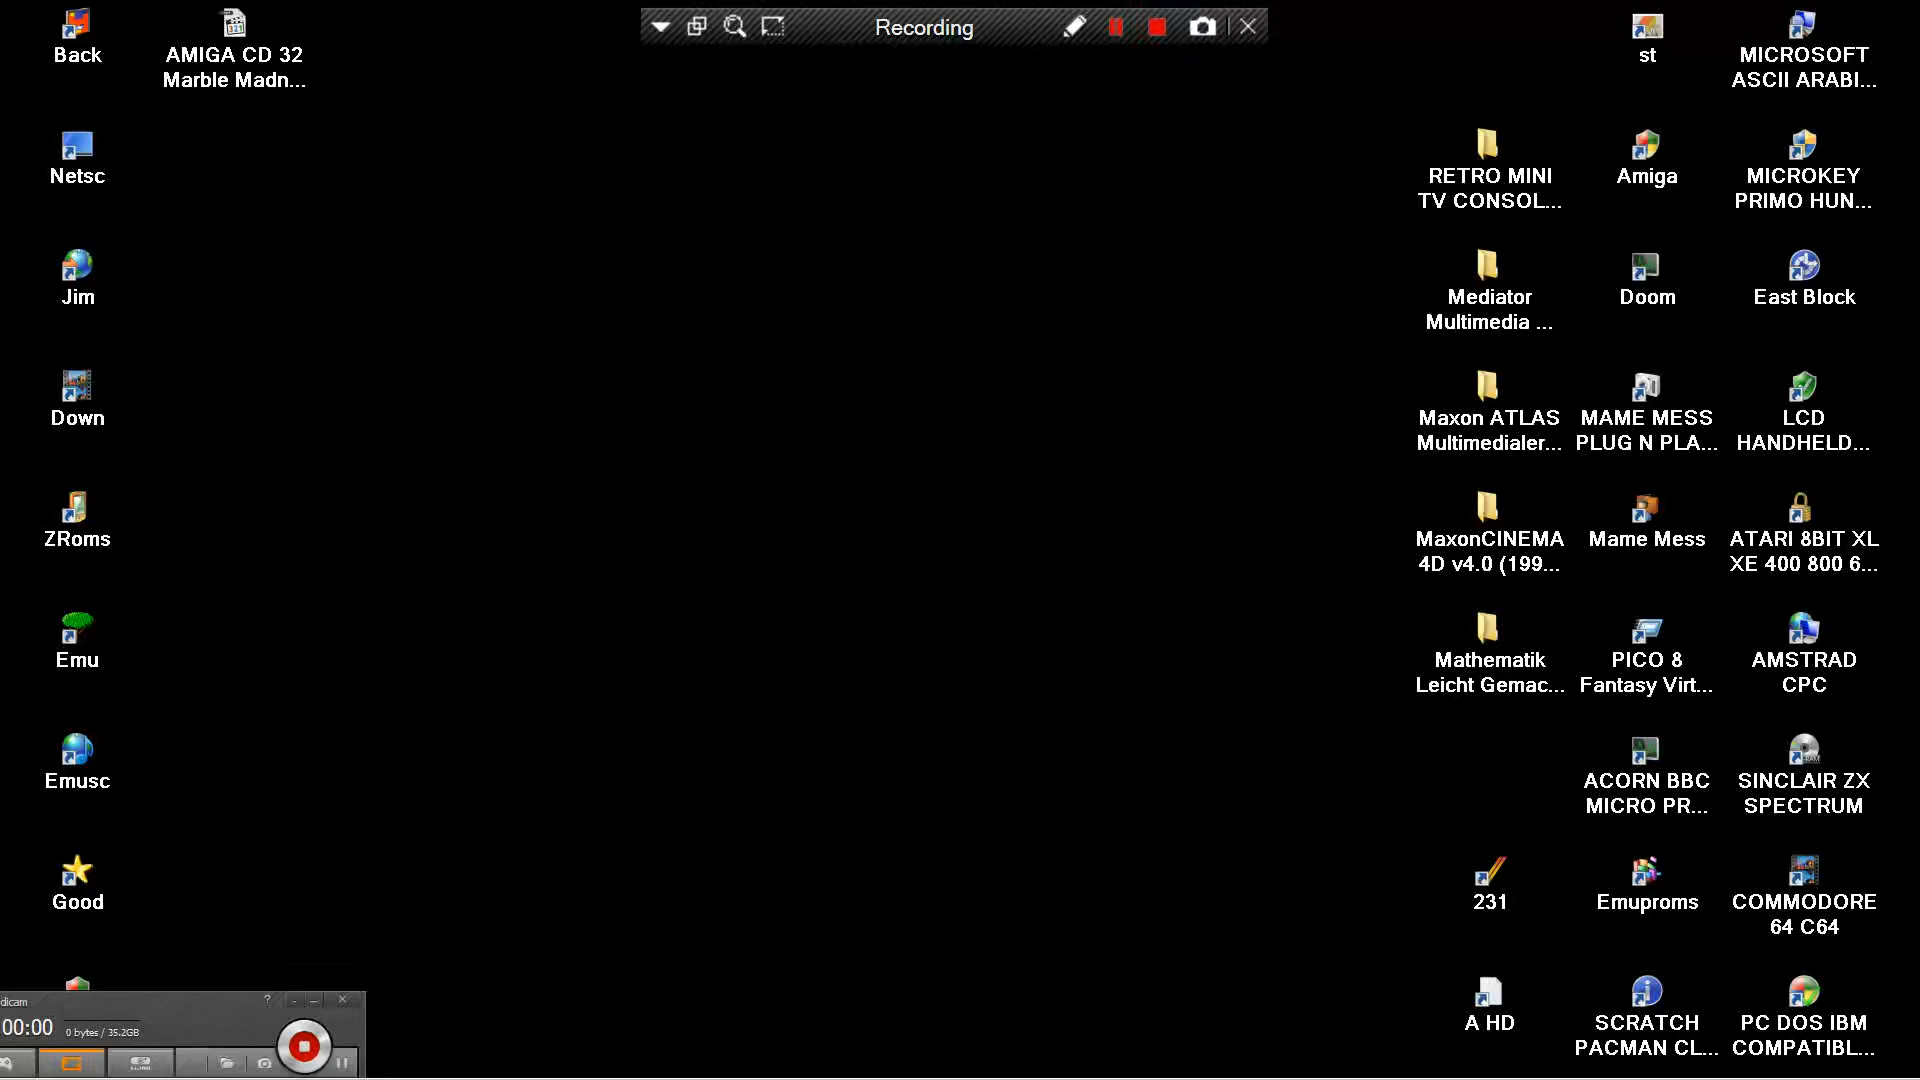 Recording
Back
AMIGA CD 32
Marble Madn...
321
st
MICROSOFT
ASCII ARABI...
Netsc
RETRO MINI
TV CONSOL...
Amiga
MICROKEY
PRIMO HUN...
Jim
Mediator
Multimedia ...
Doom
East Block
Down
Maxon ATLAS
Multimedialer...
MAME MESS
PLUG N PLA...
LCD
HANDHELD...
ZRoms
MaxonCINEMA
4D v4.0 (199...
Mame Mess
ATARI 8BIT XL
XE 400 800 6...
Emu
Mathematik
Leicht Gemac...
PICO 8
Fantasy Virt...
AMSTRAD
CPC
Emusc
ACORN BBC
MICRO PR...
SINCLAIR ZX
SPECTRUM
Good
231
Emuproms
COMMODORE
64 C64
A HD
SCRATCH
PACMAN CL...
PC DOS IBM
COMPATIBL...
dicam
?
00:00
0 bytes / 35.2GB